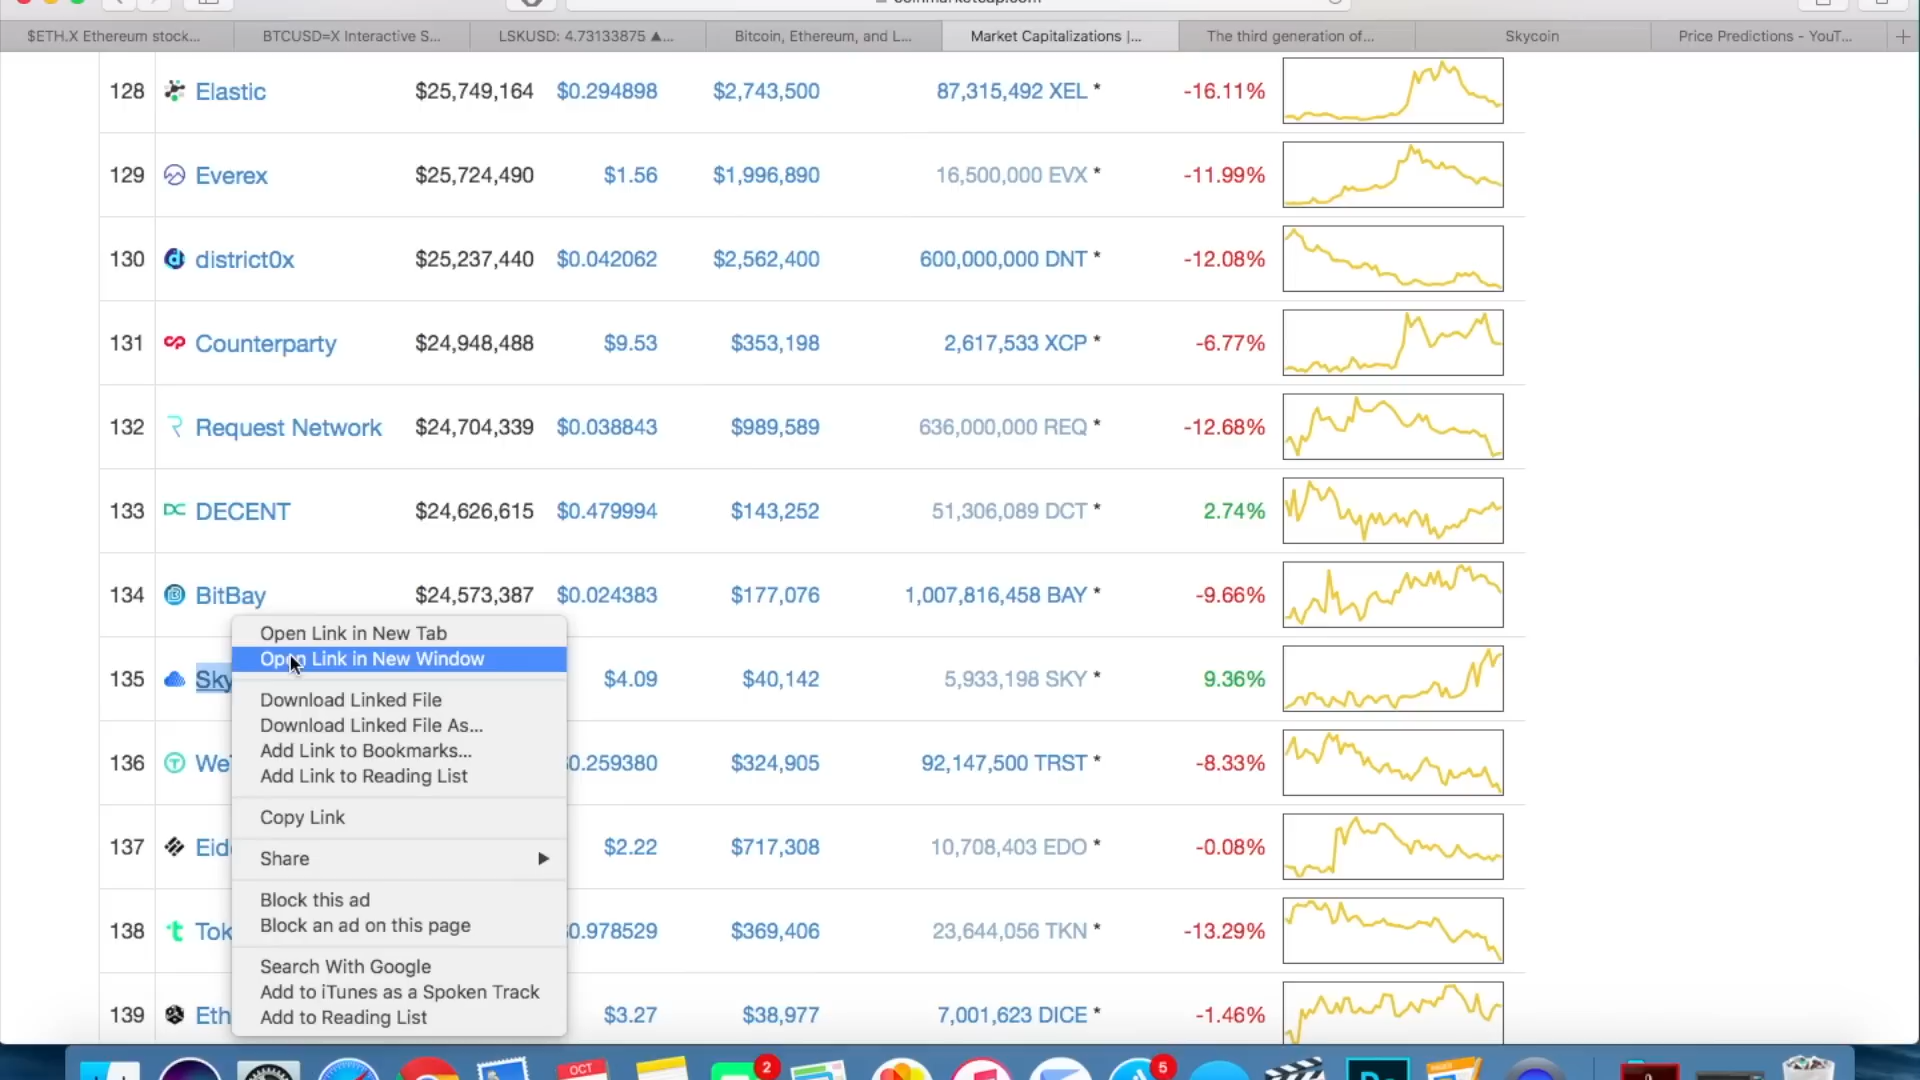 $ETH.X Ethereum stock...
BTCUSD=X Interactive S...
LSKUSD: 4.73133875 ▲...
Bitcoin, Ethereum, and L...
Market Capitalizations |...
The third generation of...
Skycoin
Price Predictions - YouT...
128 Elastic $25,749,164 $0.294898 $2,743,500 87,315,492 XEL * -16.11%
129 Everex $25,724,490 $1.56 $1,996,890 16,500,000 EVX * -11.99%
130 district0x $25,237,440 $0.042062 $2,562,400 600,000,000 DNT * -12.08%
131 Counterparty $24,948,488 $9.53 $353,198 2,617,533 XCP * -6.77%
132 Request Network $24,704,339 $0.038843 $989,589 636,000,000 REQ * -12.68%
133 DECENT $24,626,615 $0.479994 $143,252 51,306,089 DCT * 2.74%
134 BitBay $24,573,387 $0.024383 $177,076 1,007,816,458 BAY * -9.66%
135 Sky $4.09 $40,142 5,933,198 SKY * 9.36%
136 We 0.259380 $324,905 92,147,500 TRST * -8.33%
137 Eid $2.22 $717,308 10,708,403 EDO * -0.08%
138 Tok 0.978529 $369,406 23,644,056 TKN * -13.29%
139 Eth $3.27 $38,977 7,001,623 DICE * -1.46%
Open Link in New Tab
Open Link in New Window
Download Linked File
Download Linked File As...
Add Link to Bookmarks...
Add Link to Reading List
Copy Link
Share
Block this ad
Block an ad on this page
Search With Google
Add to iTunes as a Spoken Track
Add to Reading List
OCT
2
5